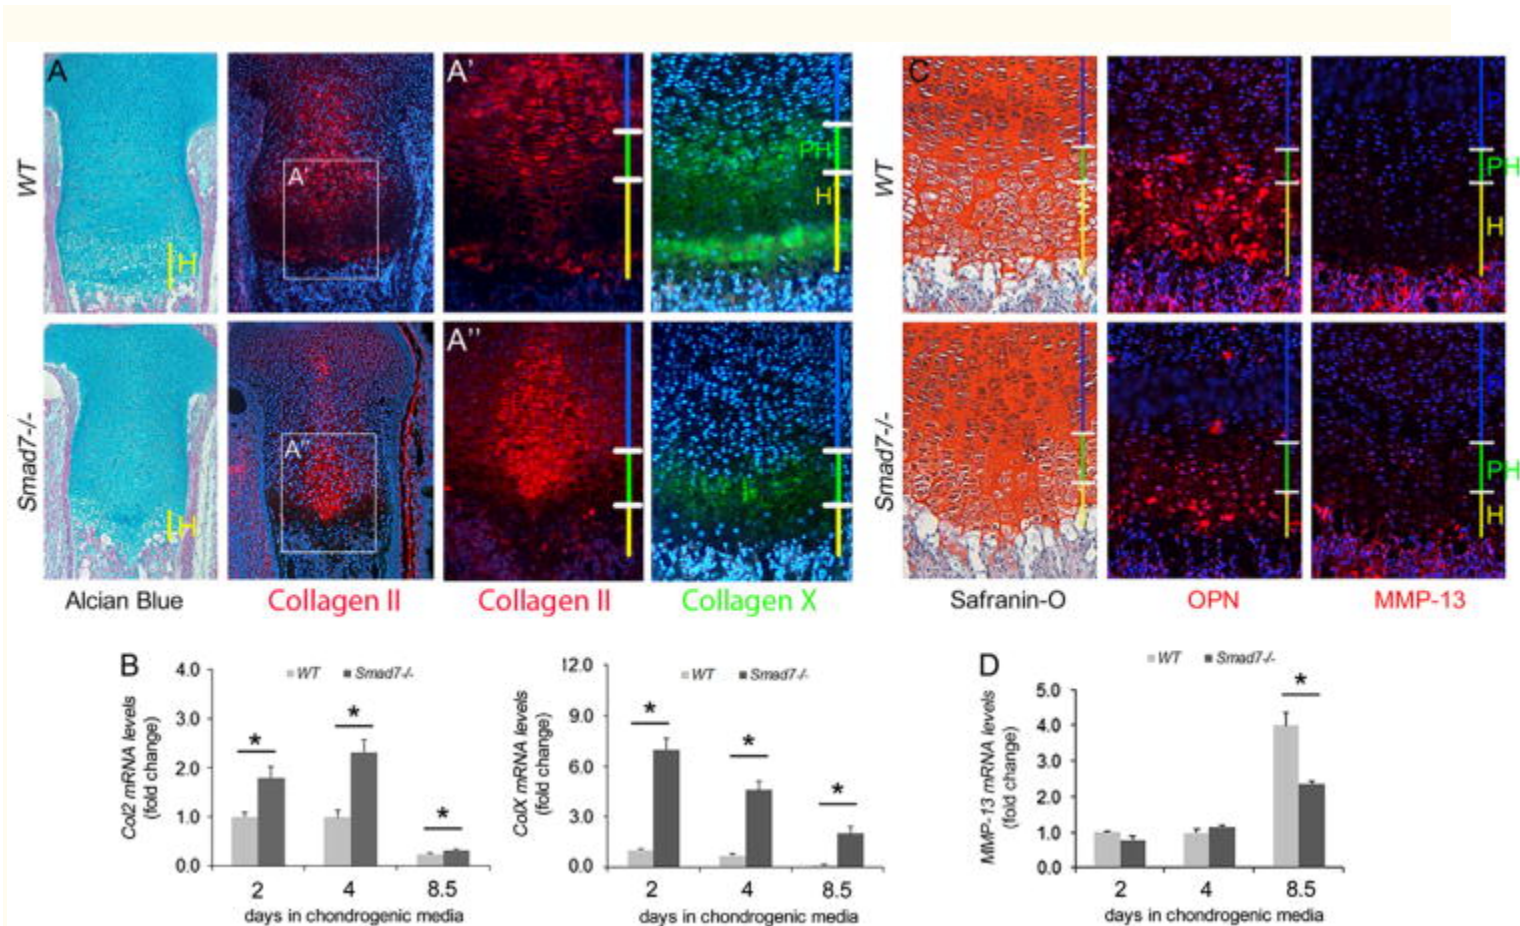 A
A'
C
WT
A'
PH
H
H
P
PH
H
A''
Smad7-/-
A''
H
PH
H
Alcian Blue
Collagen II
Collagen II
Collagen X
Safranin-O
OPN
MMP-13
B
WT
Smad7-/-
Col2 mRNA levels
(fold change)
4.0
3.0
2.0
1.0
0.0
*
*
*
2
4
8.5
days in chondrogenic media
WT
Smad7-/-
ColX mRNA levels
(fold change)
12.0
9.0
6.0
3.0
0.0
*
*
*
2
4
8.5
days in chondrogenic media
D
WT
Smad7-/-
MMP-13 mRNA levels
(fold change)
5.0
4.0
3.0
2.0
1.0
0.0
*
2
4
8.5
days in chondrogenic media
WT
Smad7-/-